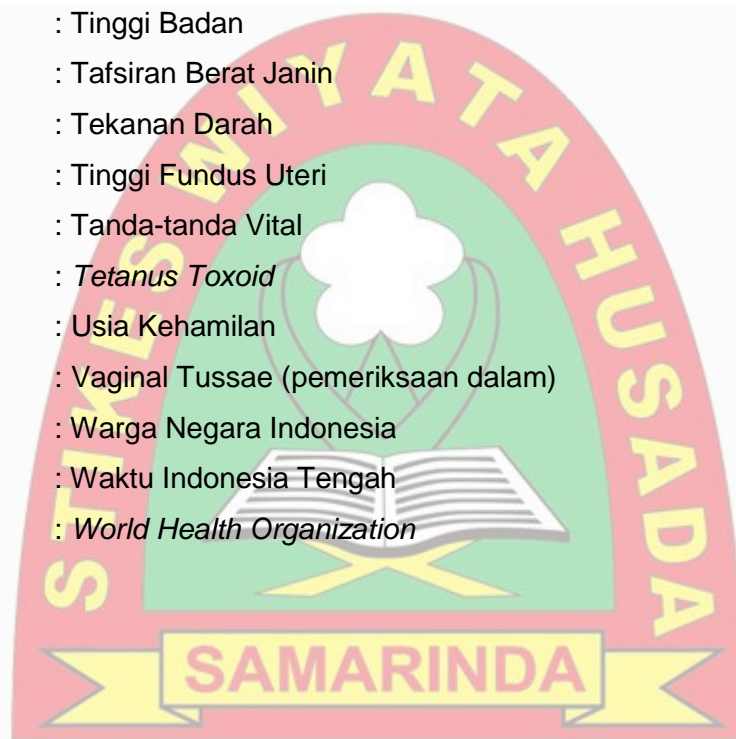 : Tinggi Badan
: Tafsiran Berat Janin
: Tekanan Darah
: Tinggi Fundus Uteri
: Tanda-tanda Vital
: Tetanus Toxoid
: Usia Kehamilan
: Vaginal Tussae (pemeriksaan dalam)
: Warga Negara Indonesia
: Waktu Indonesia Tengah
: World Health Organization
STIKES WIYATA HUSADA
SAMARINDA